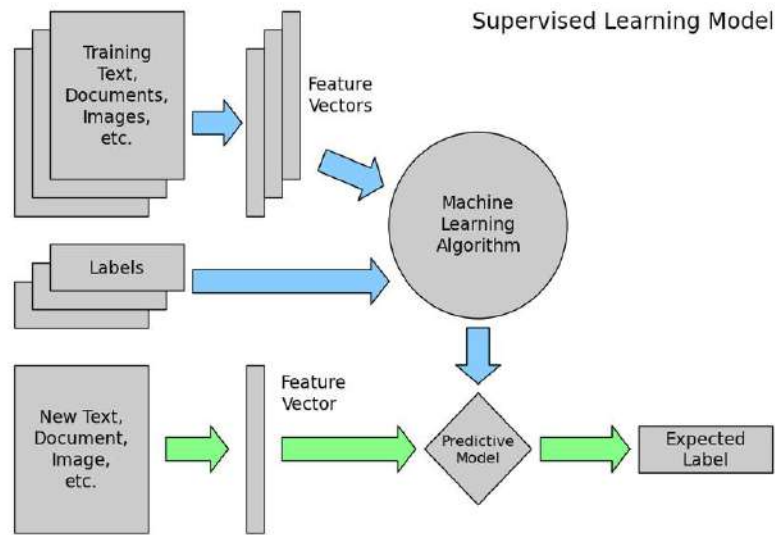 Supervised Learning Model
Training
Text,
Documents,
Images,
etc.
Feature
Vectors
Machine
Learning
Algorithm
Labels
New Text,
Document,
Image,
etc.
Feature
Vector
Predictive
Model
Expected
Label